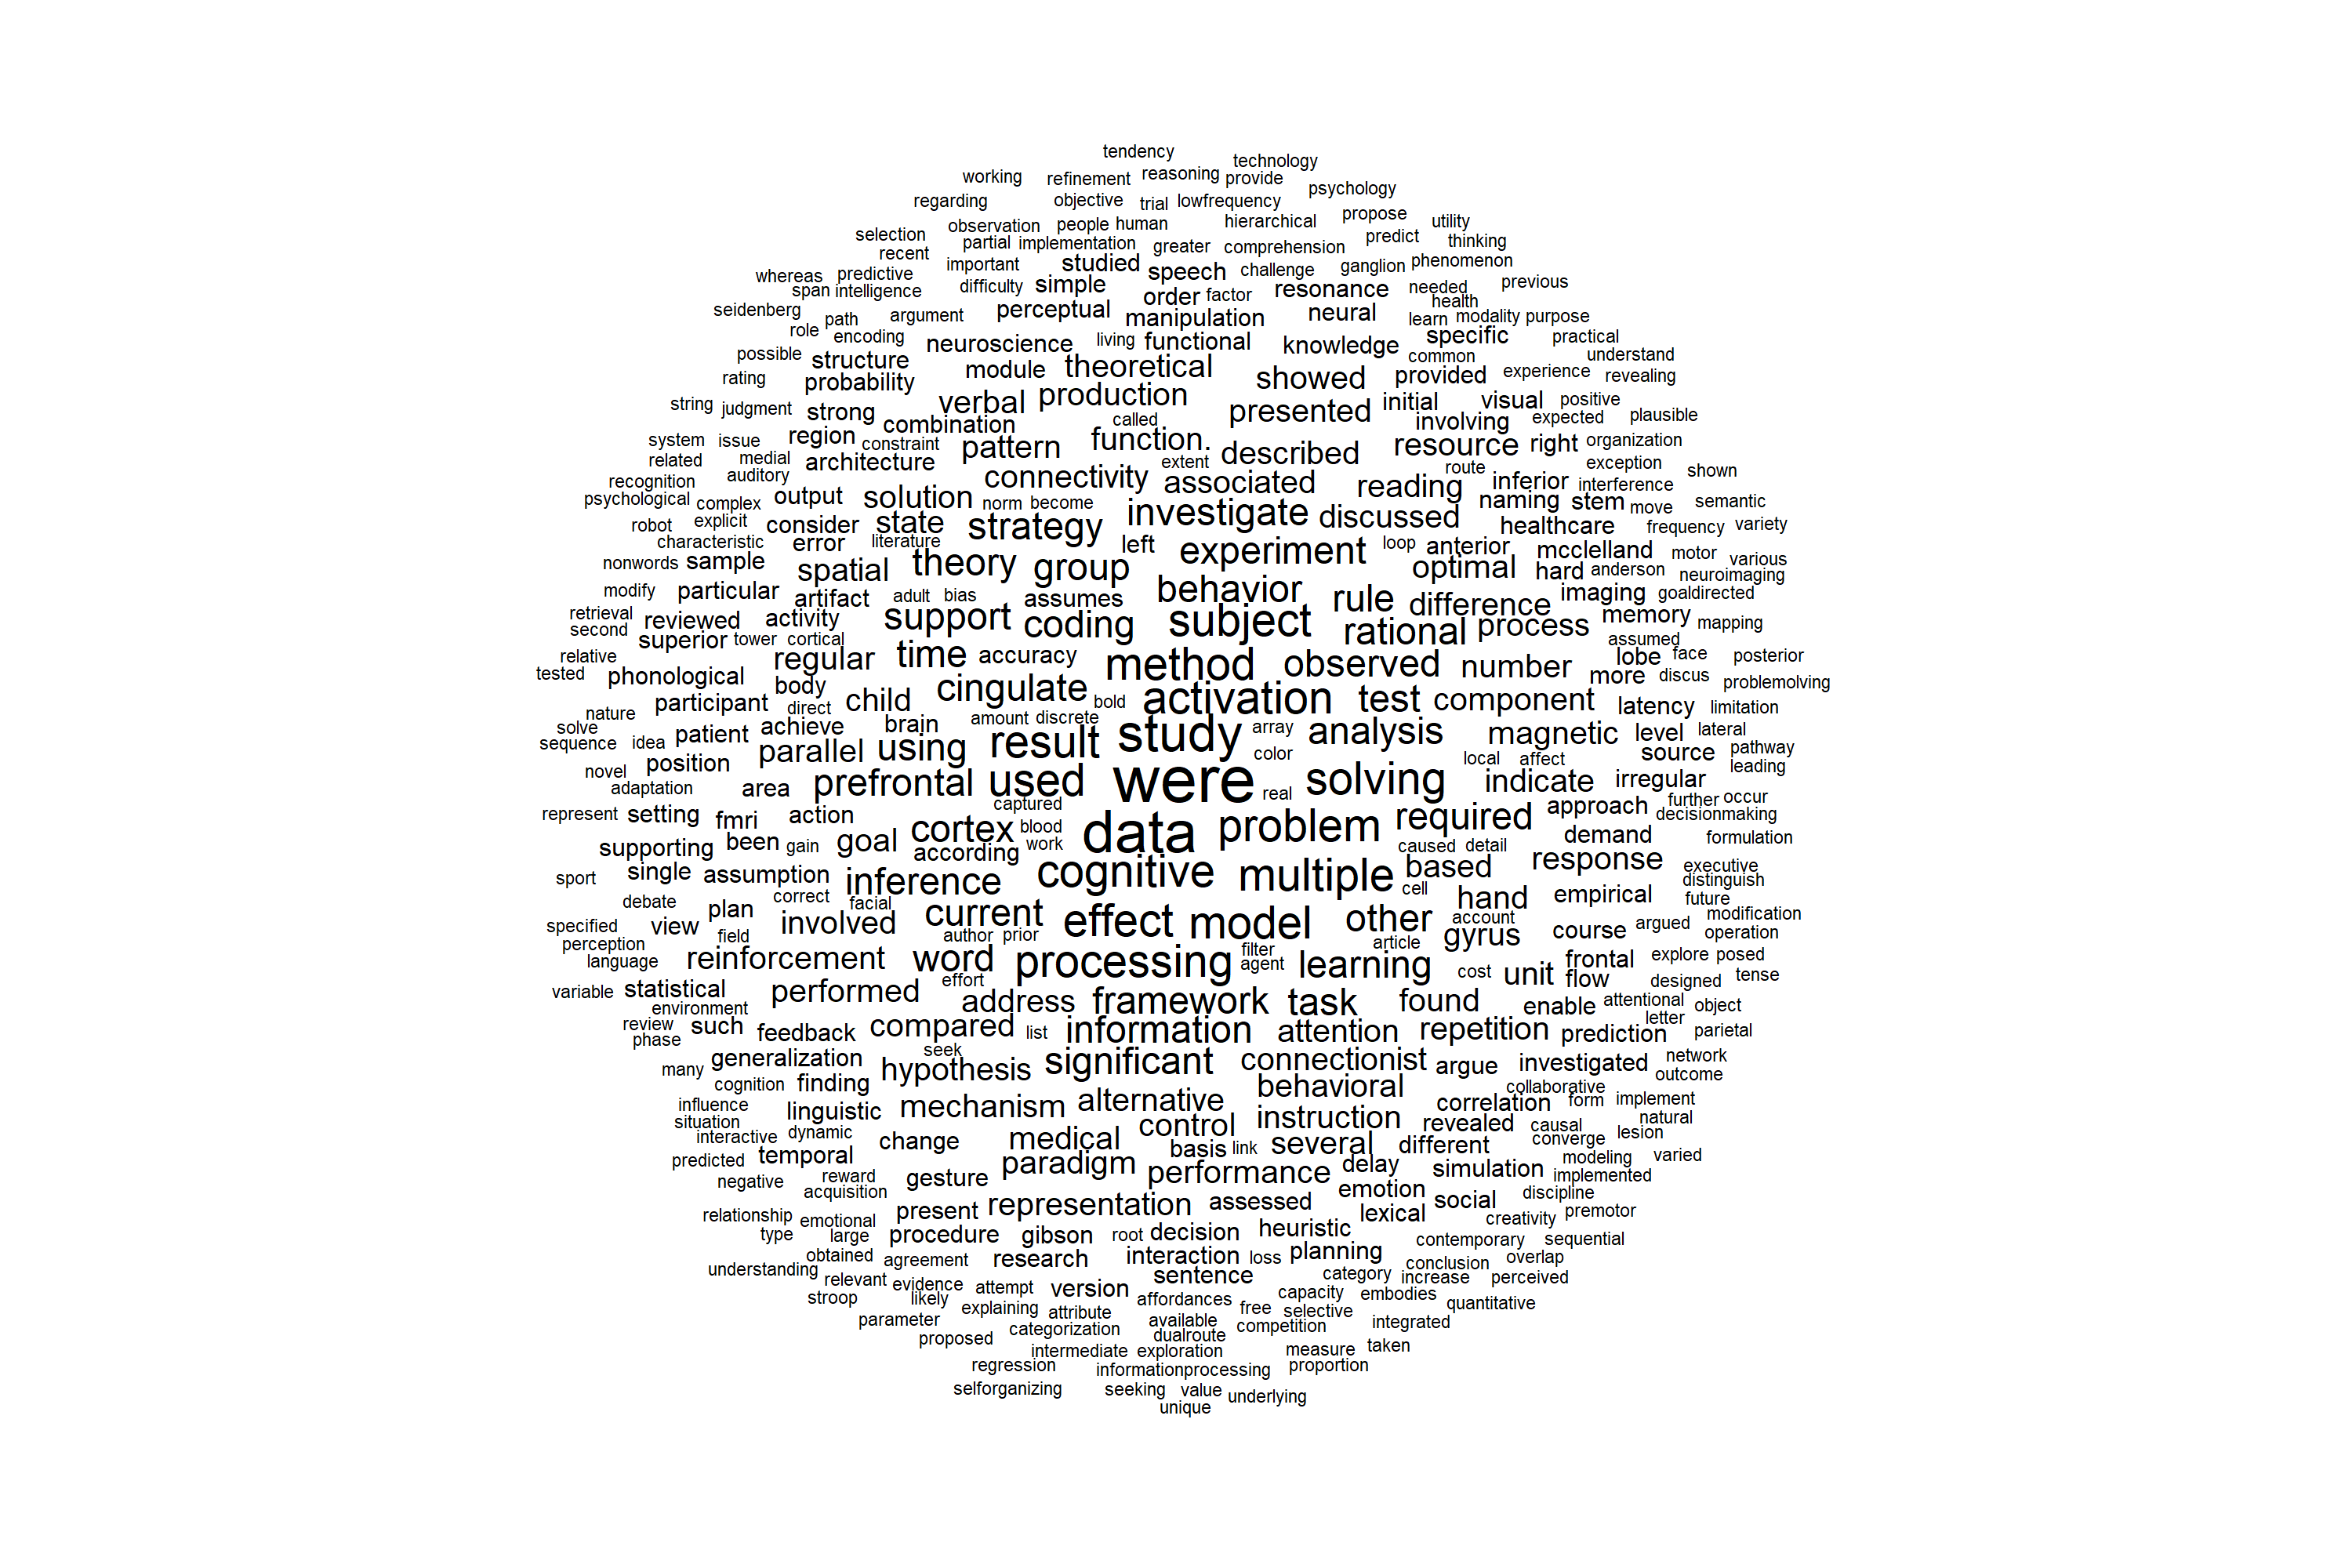 tendency
technology
working refinement reasoning provide
psychology
regarding objective trial lowfrequency
observation people human hierarchical propose utility
selection partial implementation greater comprehension predict thinking
recent important studied speech challenge ganglion phenomenon
whereas predictive difficulty simple resonance needed previous
span intelligence order factor health
seidenberg path argument perceptual manipulation neural learn modality purpose
role encoding neuroscience living functional knowledge specific practical
possible structure module theoretical common understand
rating probability showed provided experience revealing
string judgment strong verbal production presented initial visual positive
combination called involving expected plausible
system issue region constraint pattern function. described resource right organization
related medial architecture connectivity extent associated route exception shown
recognition auditory reading inferior interference
psychological complex output solution norm become naming stem move semantic
robot explicit consider state strategy investigate discussed healthcare frequency variety
characteristic error literature left experiment loop anterior mcclelland motor various
nonwords sample spatial theory group optimal hard anderson neuroimaging
modify particular artifact adult bias assumes behavior rule difference imaging goaldirected
retrieval reviewed activity support coding subject rational process memory mapping
second superior tower cortical assumed
relative regular time accuracy method observed number lobe face posterior
tested phonological body child cingulate activation test component more discus problemolving
participant direct bold latency limitation
nature achieve brain amount discrete study array analysis magnetic level lateral
solve patient
sequence idea parallel using result color source pathway
novel position prefrontal used were solving local affect indicate irregular leading
adaptation area real
represent setting fmri action captured data problem required approach further occur
decisionmaking
supporting been gain goal cortex blood demand formulation
according work caused detail
sport single assumption inference cognitive multiple based response executive
distinguish
debate plan correct facial current cell hand empirical future
specified view involved effect model other account gyrus course argued modification
perception field author prior article operation
language reinforcement word processing filter learning cost unit frontal explore posed
agent flow
variable statistical performed effort designed tense
environment address framework task found enable attentional object
review such feedback compared list information attention repetition prediction letter parietal
phase
many generalization seek significant connectionist argue investigated network
cognition finding hypothesis behavioral collaborative outcome
influence linguistic mechanism alternative instruction correlation form implement
situation control revealed causal natural
interactive dynamic change medical basis link several different converge lesion
predicted temporal paradigm performance delay simulation modeling varied
negative reward gesture emotion implemented
acquisition representation assessed social discipline
relationship emotional present lexical creativity premotor
type large procedure gibson root decision heuristic contemporary sequential
obtained agreement research interaction loss planning conclusion overlap
understanding relevant evidence attempt version sentence category increase perceived
stroop likely explaining attribute affordances free capacity embodies quantitative
parameter categorization available selective integrated
proposed dualroute competition
intermediate exploration measure taken
regression informationprocessing proportion
selforganizing seeking value underlying
unique